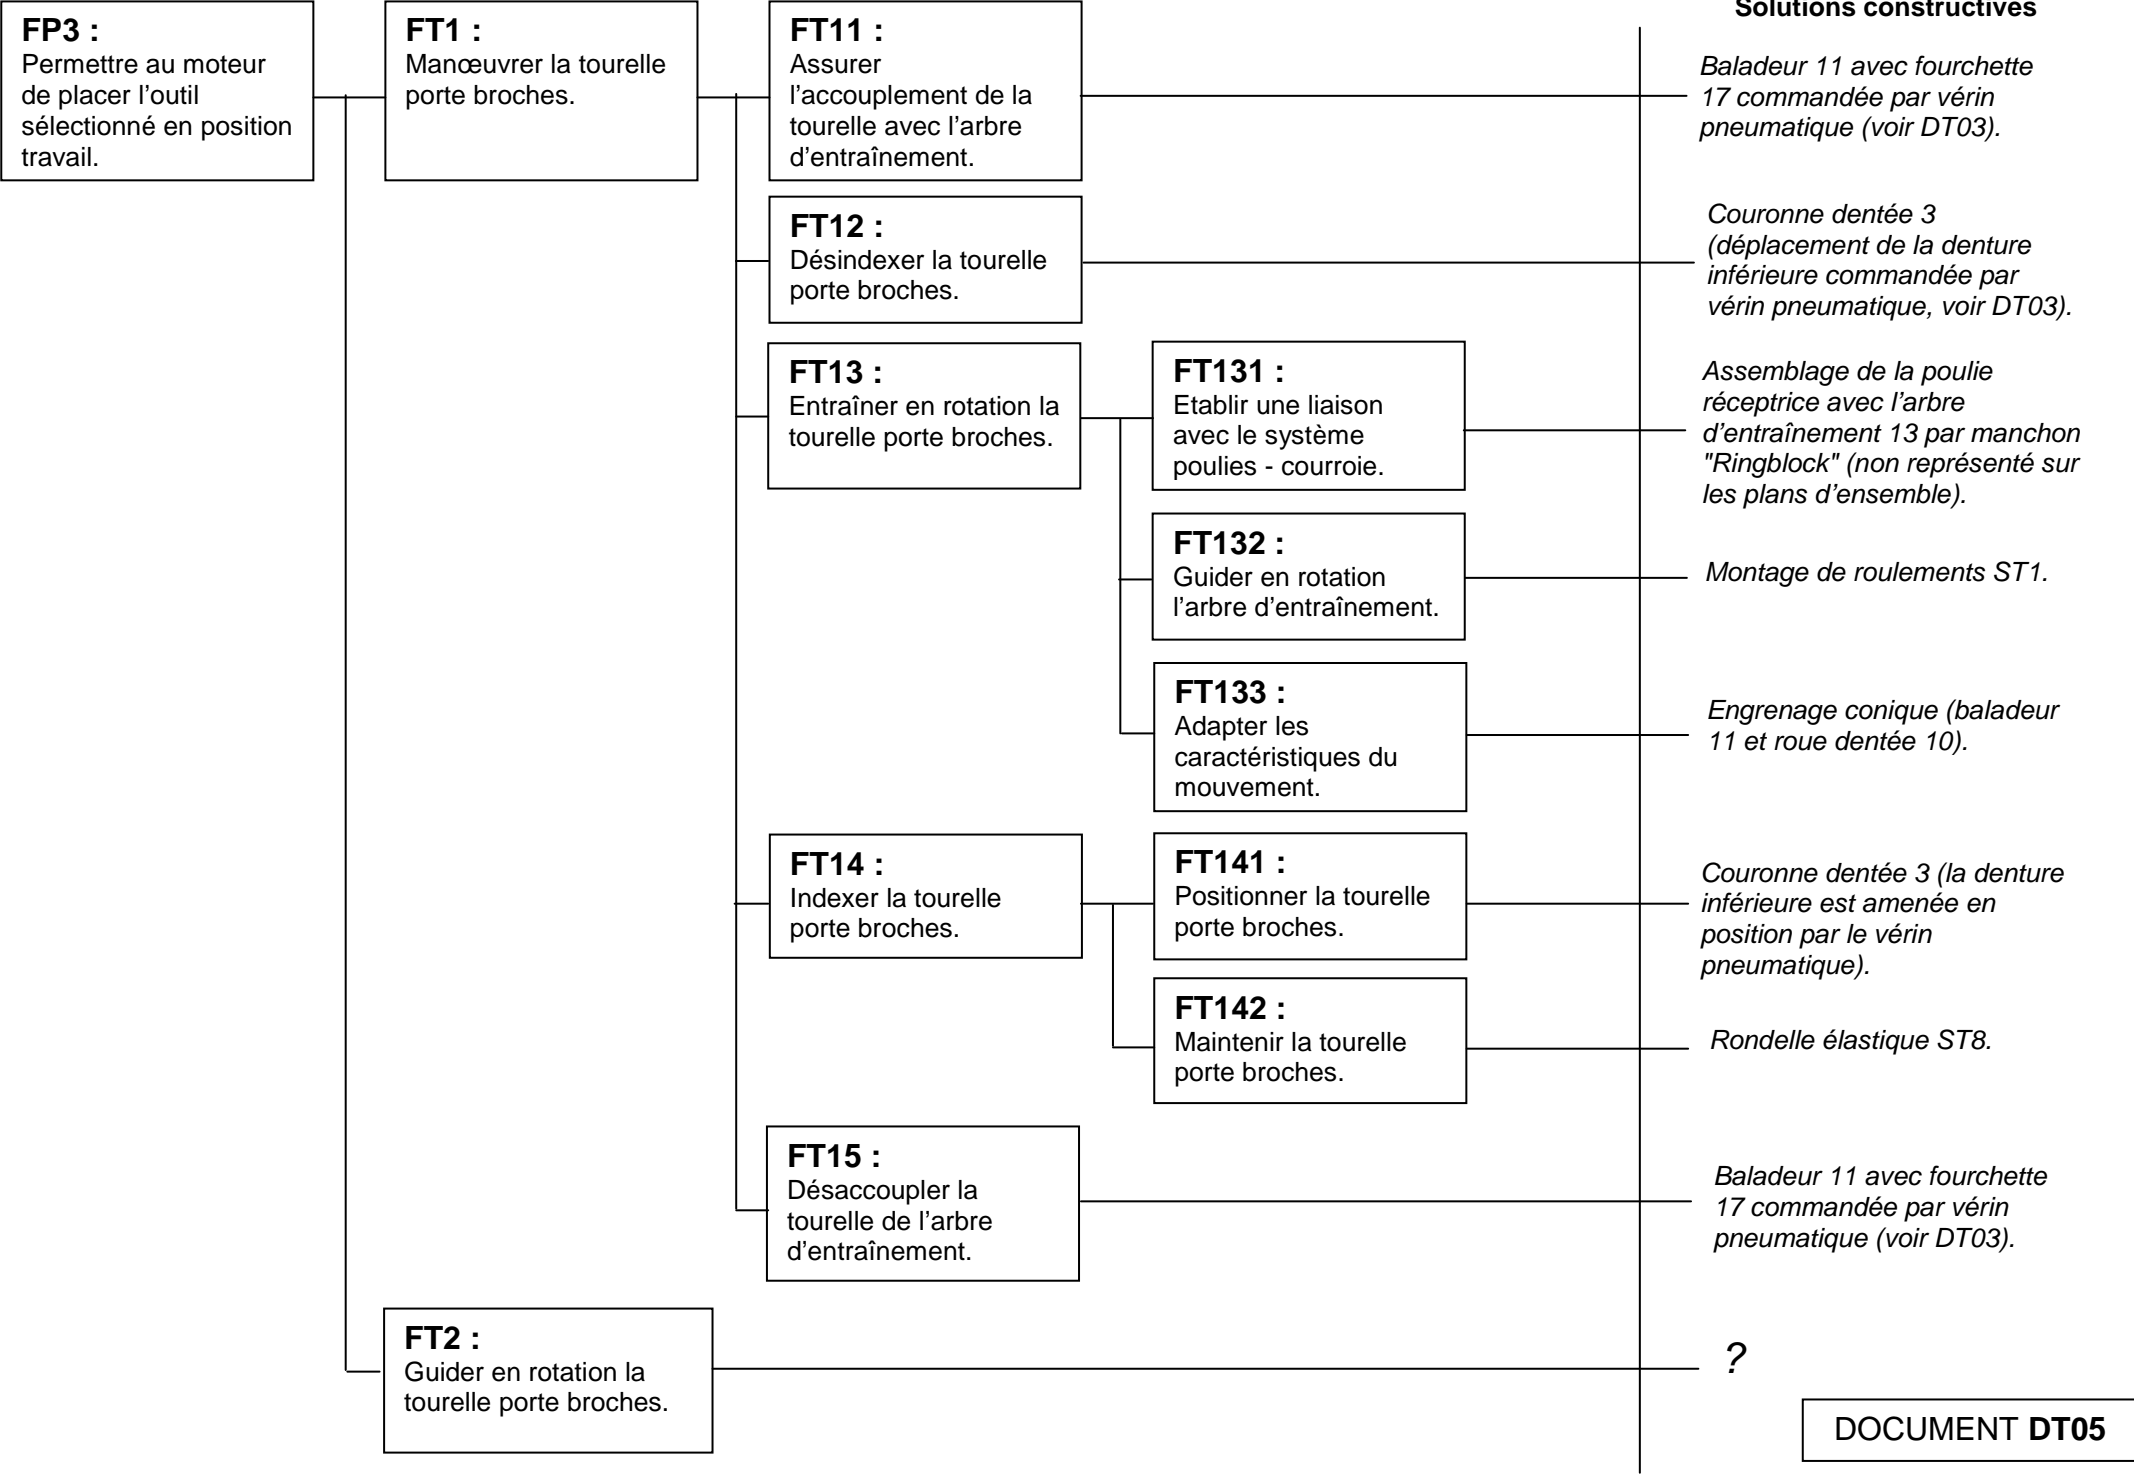 Solutions constructives
FP3 :
Permettre au moteur
de placer l’outil
sélectionné en position
travail.
FT1 :
Manœuvrer la tourelle
porte broches.
FT11 :
Assurer
l’accouplement de la
tourelle avec l’arbre
d’entraînement.
Baladeur 11 avec fourchette
17 commandée par vérin
pneumatique (voir DT03).
FT12 :
Désindexer la tourelle
porte broches.
Couronne dentée 3
(déplacement de la denture
inférieure commandée par
vérin pneumatique, voir DT03).
FT13 :
Entraîner en rotation la
tourelle porte broches.
FT131 :
Etablir une liaison
avec le système
poulies - courroie.
Assemblage de la poulie
réceptrice avec l’arbre
d’entraînement 13 par manchon
"Ringblock" (non représenté sur
les plans d’ensemble).
FT132 :
Guider en rotation
l’arbre d’entraînement.
Montage de roulements ST1.
FT133 :
Adapter les
caractéristiques du
mouvement.
Engrenage conique (baladeur
11 et roue dentée 10).
FT14 :
Indexer la tourelle
porte broches.
FT141 :
Positionner la tourelle
porte broches.
Couronne dentée 3 (la denture
inférieure est amenée en
position par le vérin
pneumatique).
FT142 :
Maintenir la tourelle
porte broches.
Rondelle élastique ST8.
FT15 :
Désaccoupler la
tourelle de l’arbre
d’entraînement.
Baladeur 11 avec fourchette
17 commandée par vérin
pneumatique (voir DT03).
FT2 :
Guider en rotation la
tourelle porte broches.
?
DOCUMENT DT05